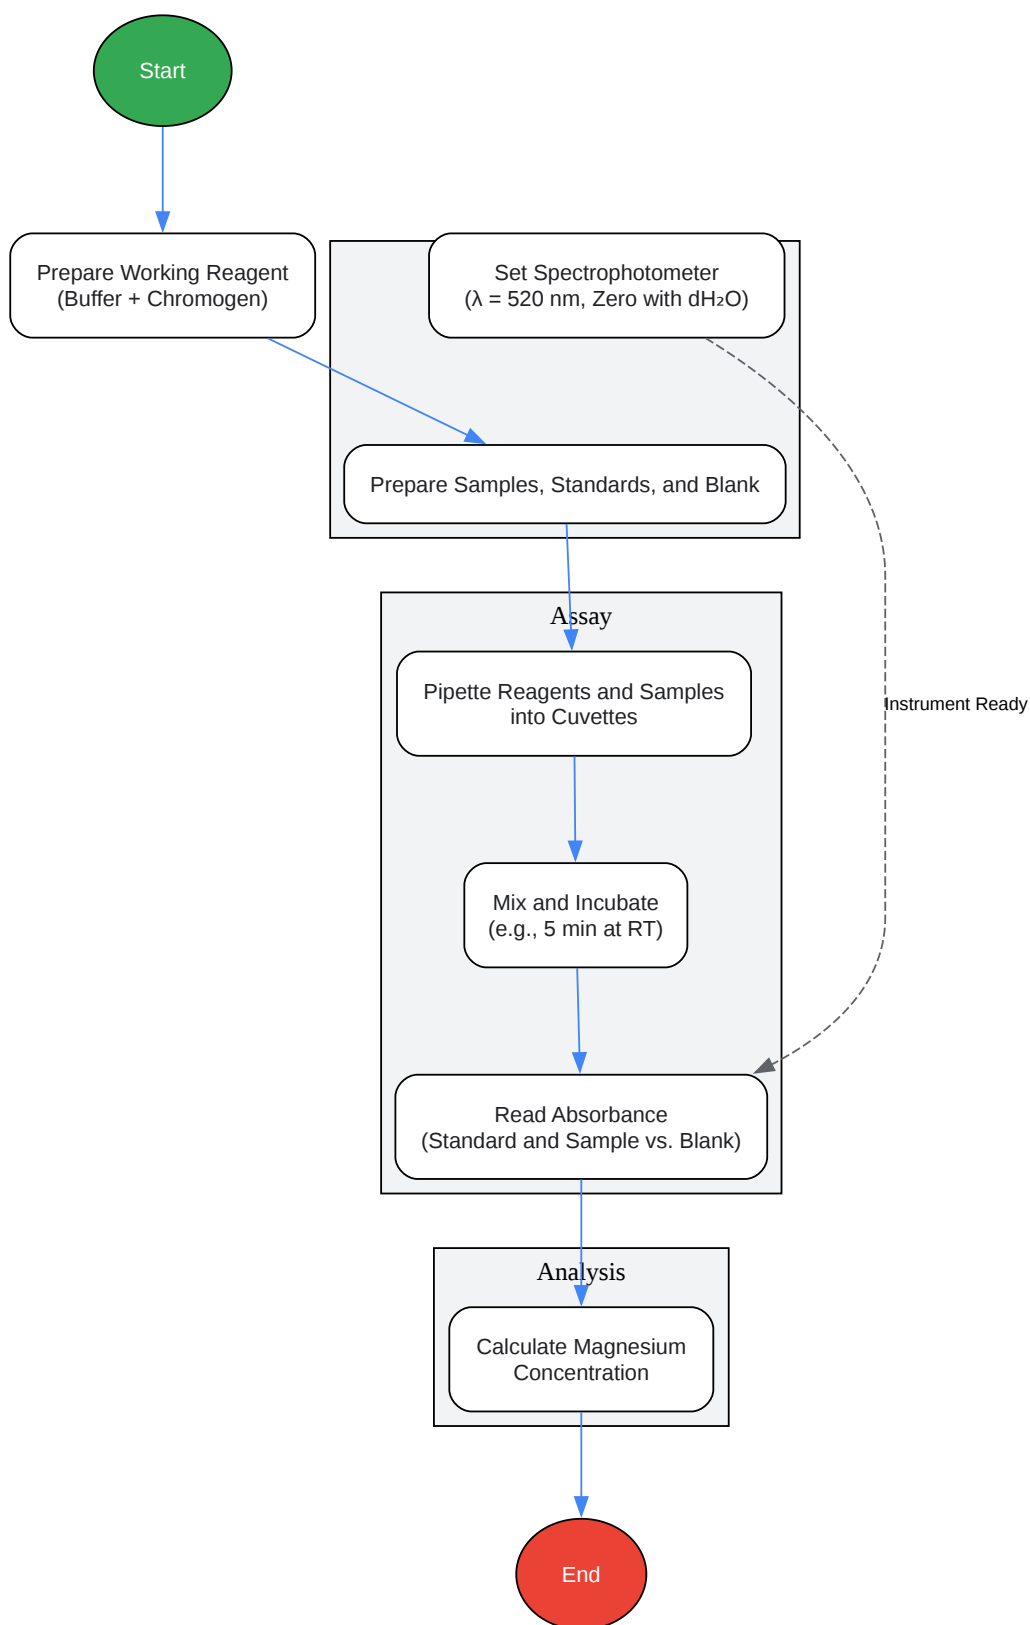 Start
Prepare Working Reagent
(Buffer + Chromogen)
Set Spectrophotometer
(λ = 520 nm, Zero with dH₂O)
Prepare Samples, Standards, and Blank
Assay
Pipette Reagents and Samples
into Cuvettes
Instrument Ready
Mix and Incubate
(e.g., 5 min at RT)
Read Absorbance
(Standard and Sample vs. Blank)
Analysis
Calculate Magnesium
Concentration
End